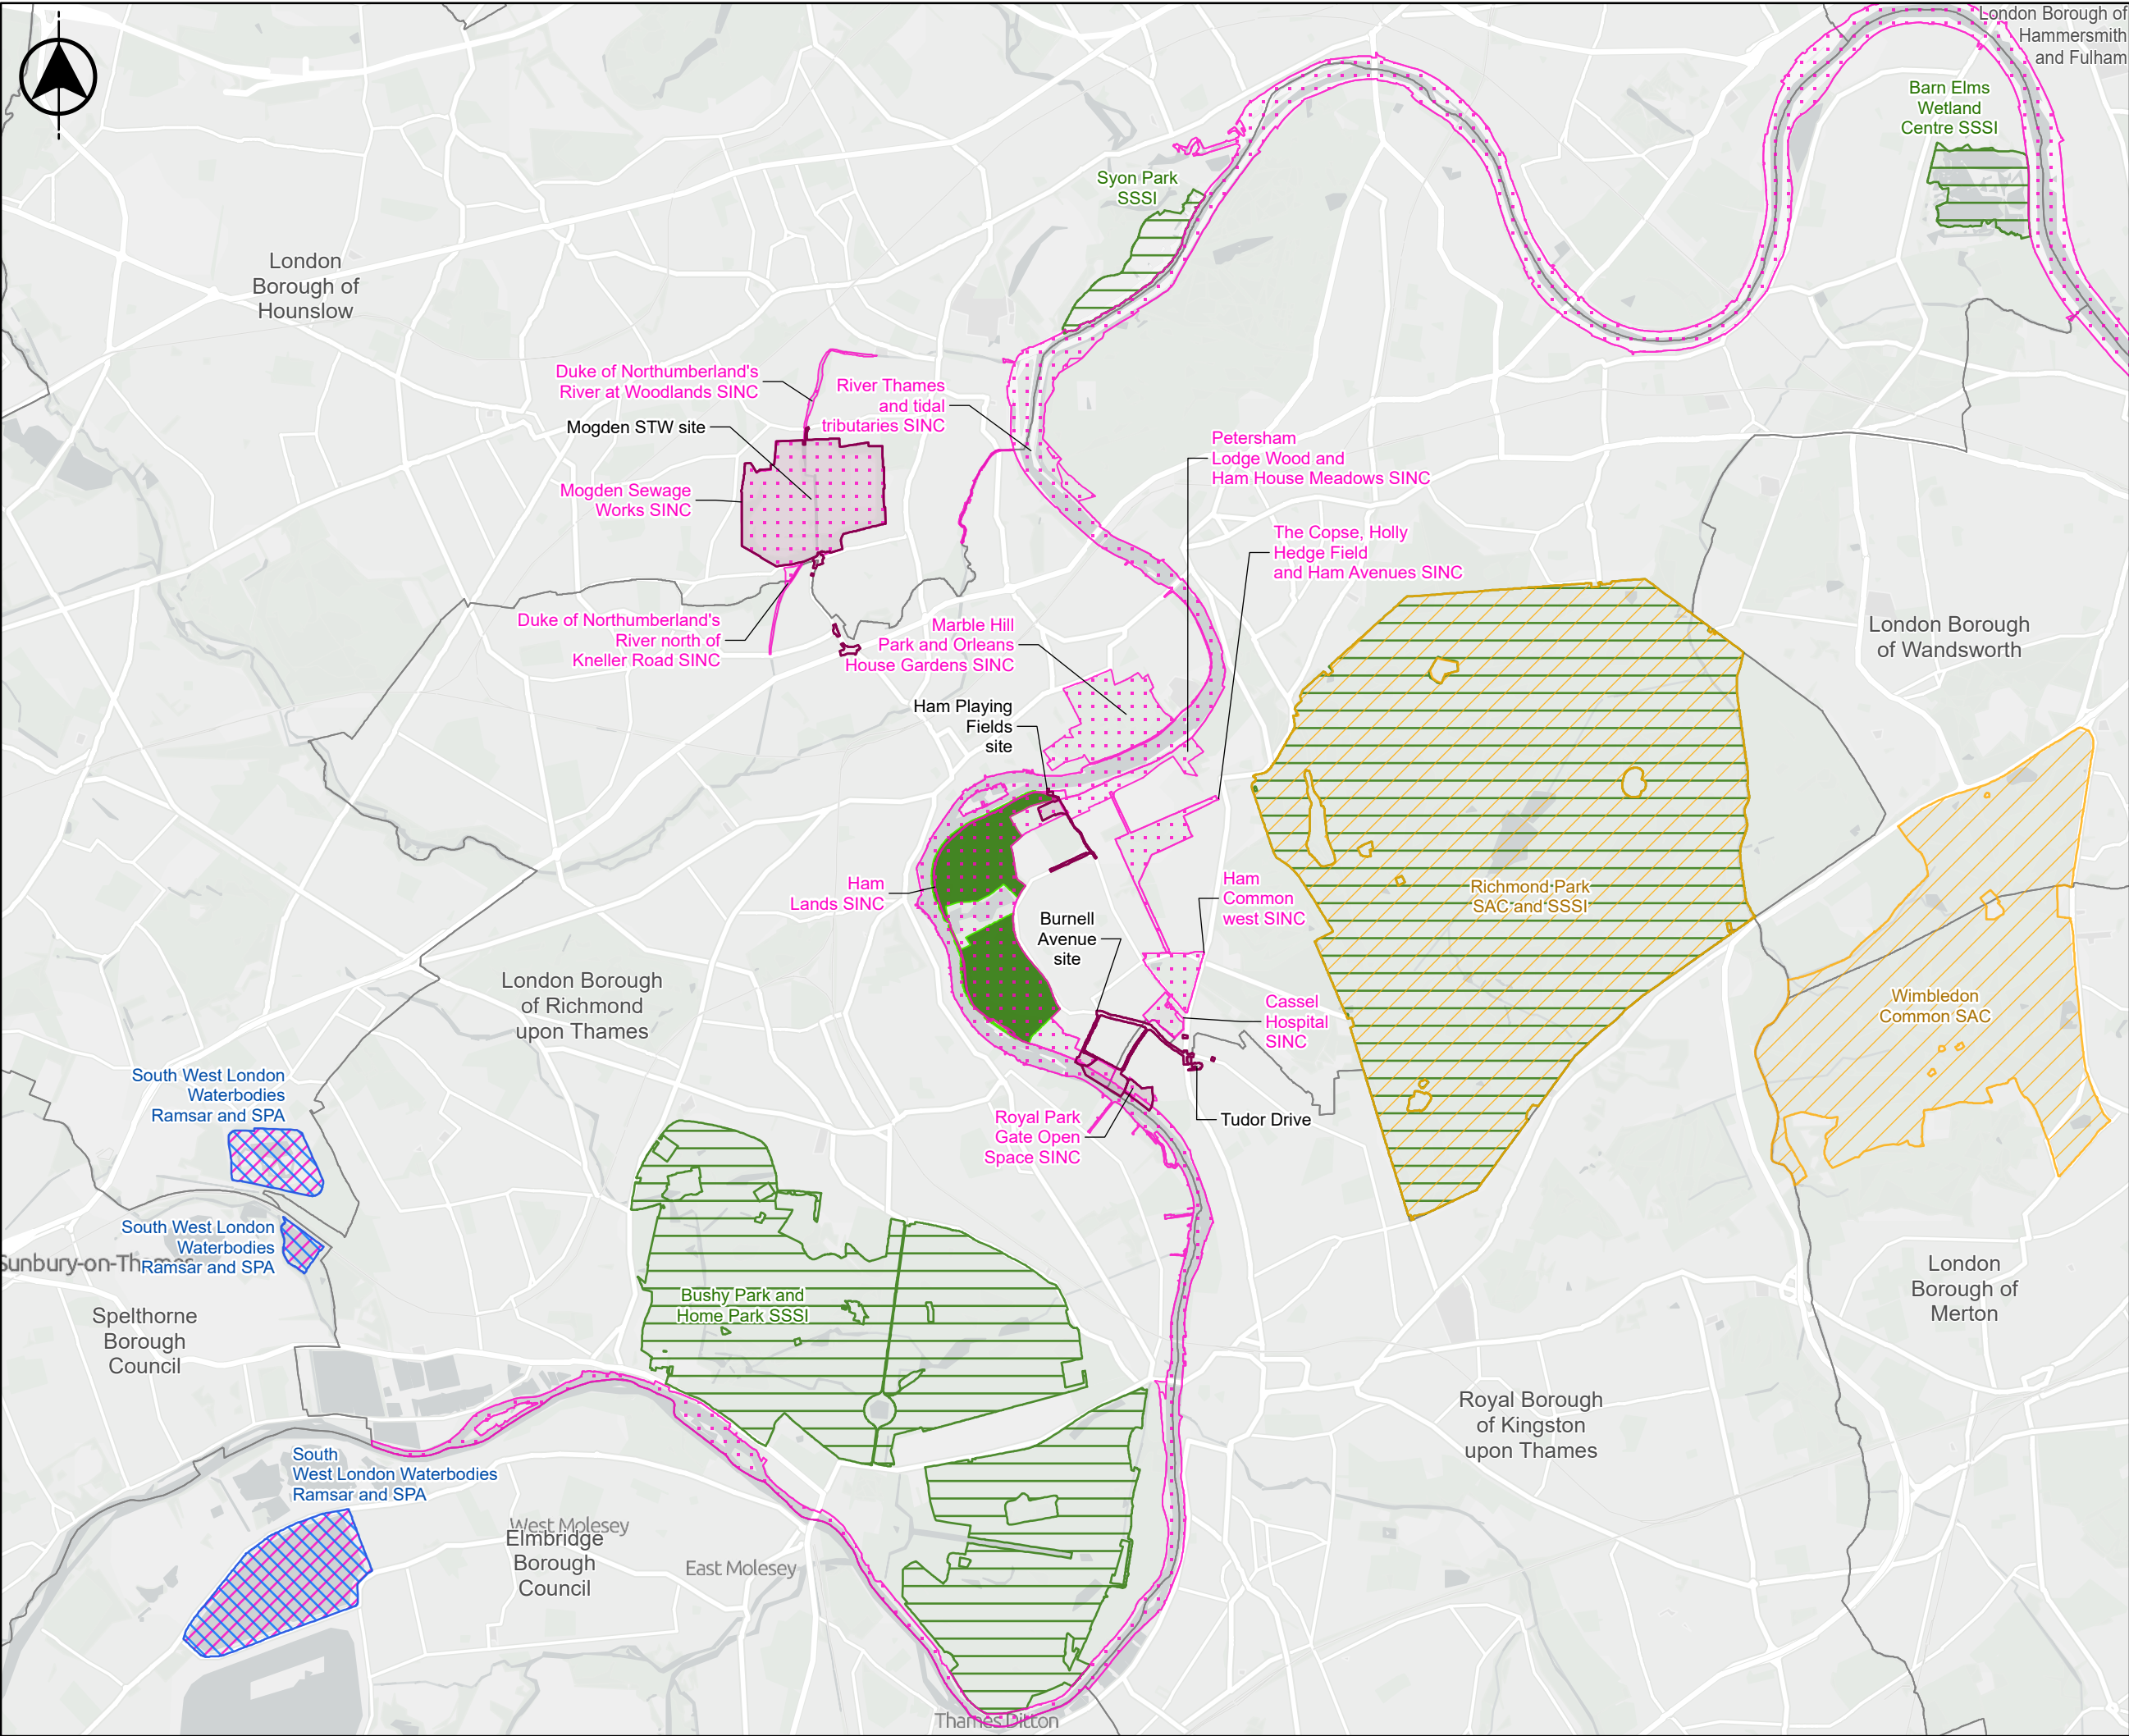 London Borough of
Hammersmith
and Fulham
Barn Elms
Wetland
Centre SSSI
Syon Park
SSSI
London
Borough of
Hounslow
Duke of Northumberland's
River at Woodlands SINC
River Thames
and tidal
tributaries SINC
Mogden STW site
Petersham
Lodge Wood and
Ham House Meadows SINC
Mogden Sewage
Works SINC
The Copse, Holly
Hedge Field
and Ham Avenues SINC
Duke of Northumberland's
River north of
Kneller Road SINC
Marble Hill
Park and Orleans
House Gardens SINC
London Borough
of Wandsworth
Ham Playing
Fields
site
Ham
Lands SINC
Ham
Common
west SINC
Richmond Park
SAC and SSSI
Burnell
Avenue
site
London Borough
of Richmond
upon Thames
Cassel
Hospital
SINC
Wimbledon
Common SAC
South West London
Waterbodies
Ramsar and SPA
Royal Park
Gate Open
Space SINC
Tudor Drive
South West London
Waterbodies
Ramsar and SPA
Sunbury-on-Thames
Bushy Park and
Home Park SSSI
London
Borough of
Merton
Spelthorne
Borough
Council
Royal Borough
of Kingston
upon Thames
South
West London Waterbodies
Ramsar and SPA
West Molesey
Elmbridge
Borough
Council
East Molesey
Thames Ditton